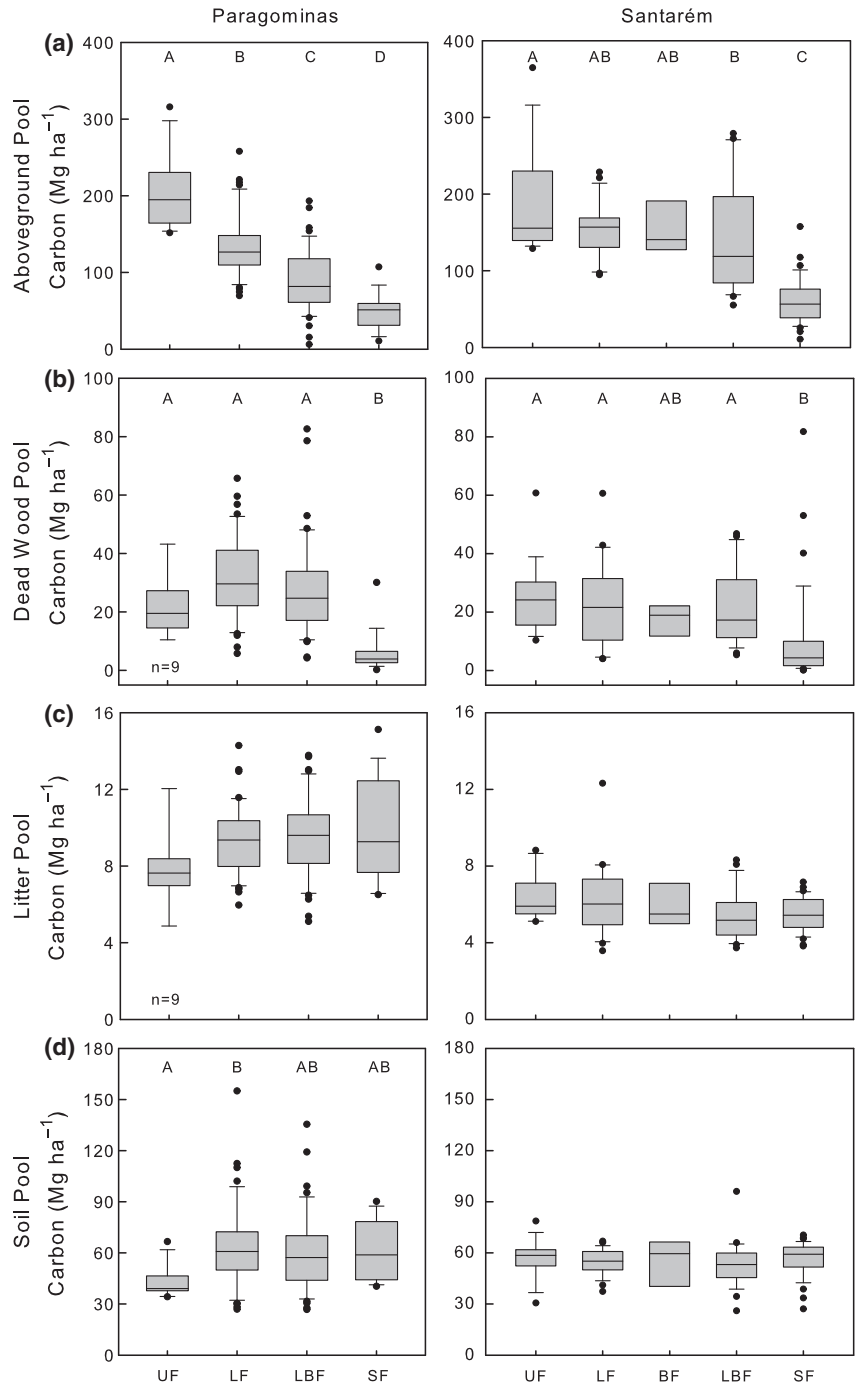 Paragominas Santarém
(a)
Aboveground Pool
Carbon (Mg ha⁻¹)
400
300
200
100
0
A B C D
400
300
200
100
0
A AB AB B C
(b)
Dead Wood Pool
Carbon (Mg ha⁻¹)
100
80
60
40
20
0
A A A B
n=9
100
80
60
40
20
0
A A AB A B
(c)
Litter Pool
Carbon (Mg ha⁻¹)
16
12
8
4
0
n=9
16
12
8
4
0
(d)
Soil Pool
Carbon (Mg ha⁻¹)
180
150
120
90
60
30
0
A B AB AB
UF LF LBF SF
180
150
120
90
60
30
0
UF LF BF LBF SF